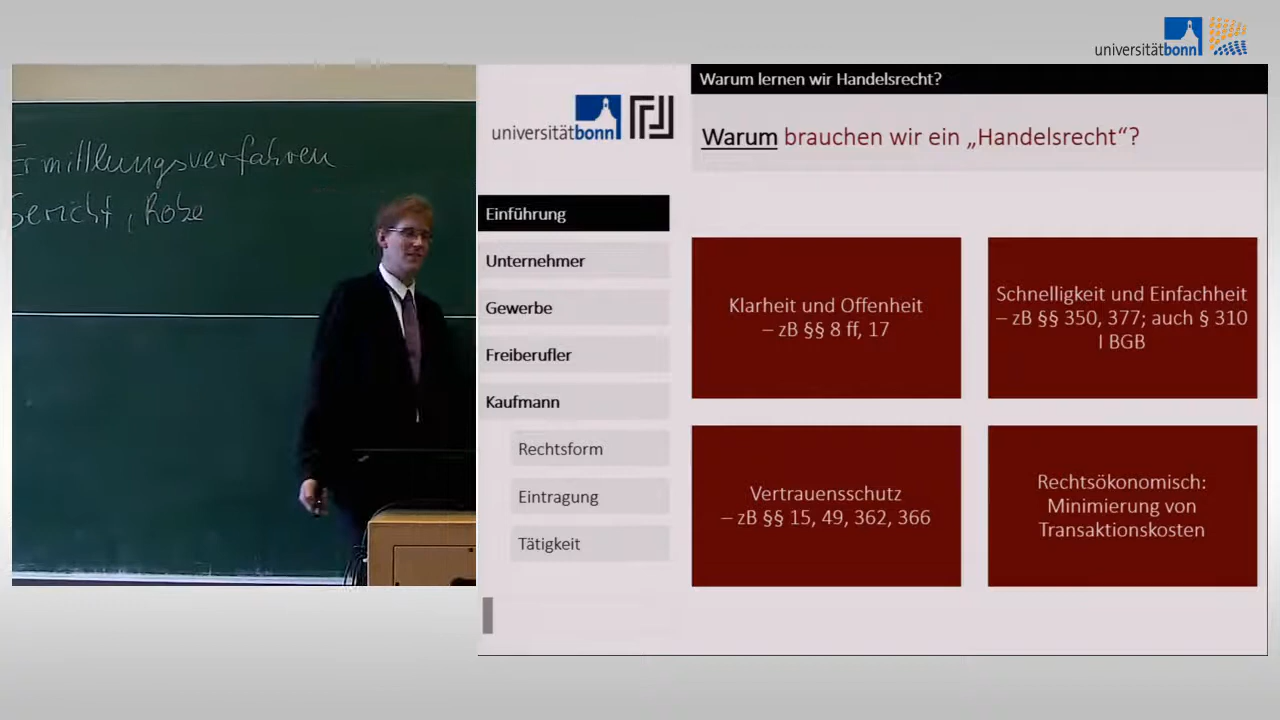 universitätbonn
Ermittlungsverfahren
Gericht, Robe
universitätbonn
Warum lernen wir Handelsrecht?
Warum brauchen wir ein „Handelsrecht“?
Einführung
Unternehmer
Gewerbe
Freiberufler
Kaufmann
Rechtsform
Eintragung
Tätigkeit
Klarheit und Offenheit
– zB §§ 8 ff, 17
Schnelligkeit und Einfachheit
– zB §§ 350, 377; auch § 310
I BGB
Vertrauensschutz
– zB §§ 15, 49, 362, 366
Rechtsökonomisch:
Minimierung von
Transaktionskosten